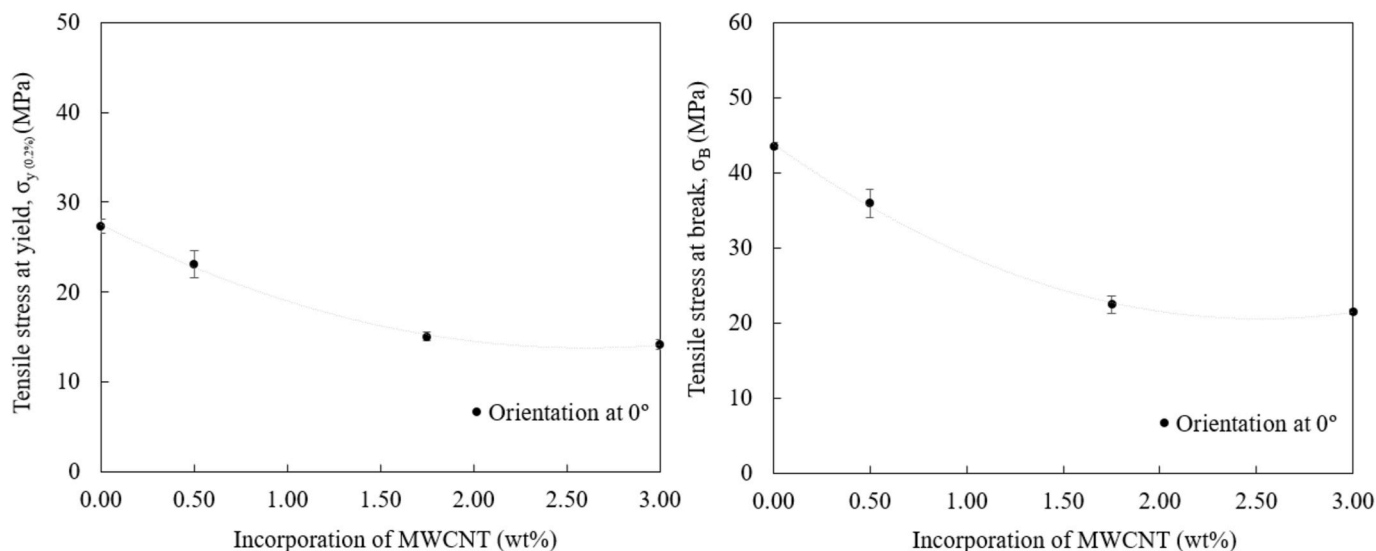 50
40
30
20
10
0
Tensile stress at yield, σy (0.2%) (MPa)
0.00 0.50 1.00 1.50 2.00 2.50 3.00
Incorporation of MWCNT (wt%)
• Orientation at 0°
60
50
40
30
20
10
0
Tensile stress at break, σB (MPa)
0.00 0.50 1.00 1.50 2.00 2.50 3.00
Incorporation of MWCNT (wt%)
• Orientation at 0°